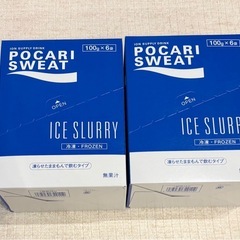 ION SUPPLY DRINK
POCARI
SWEAT
100g×6袋
OPEN
ICE SLURRY
冷凍・FROZEN
凍らせたままもんで飲むタイプ
無果汁
ION SUPPLY DRINK
POCARI
SWEAT
100g×6袋
OPEN
ICE SLURRY
冷凍・FROZEN
凍らせたままもんで飲むタイプ